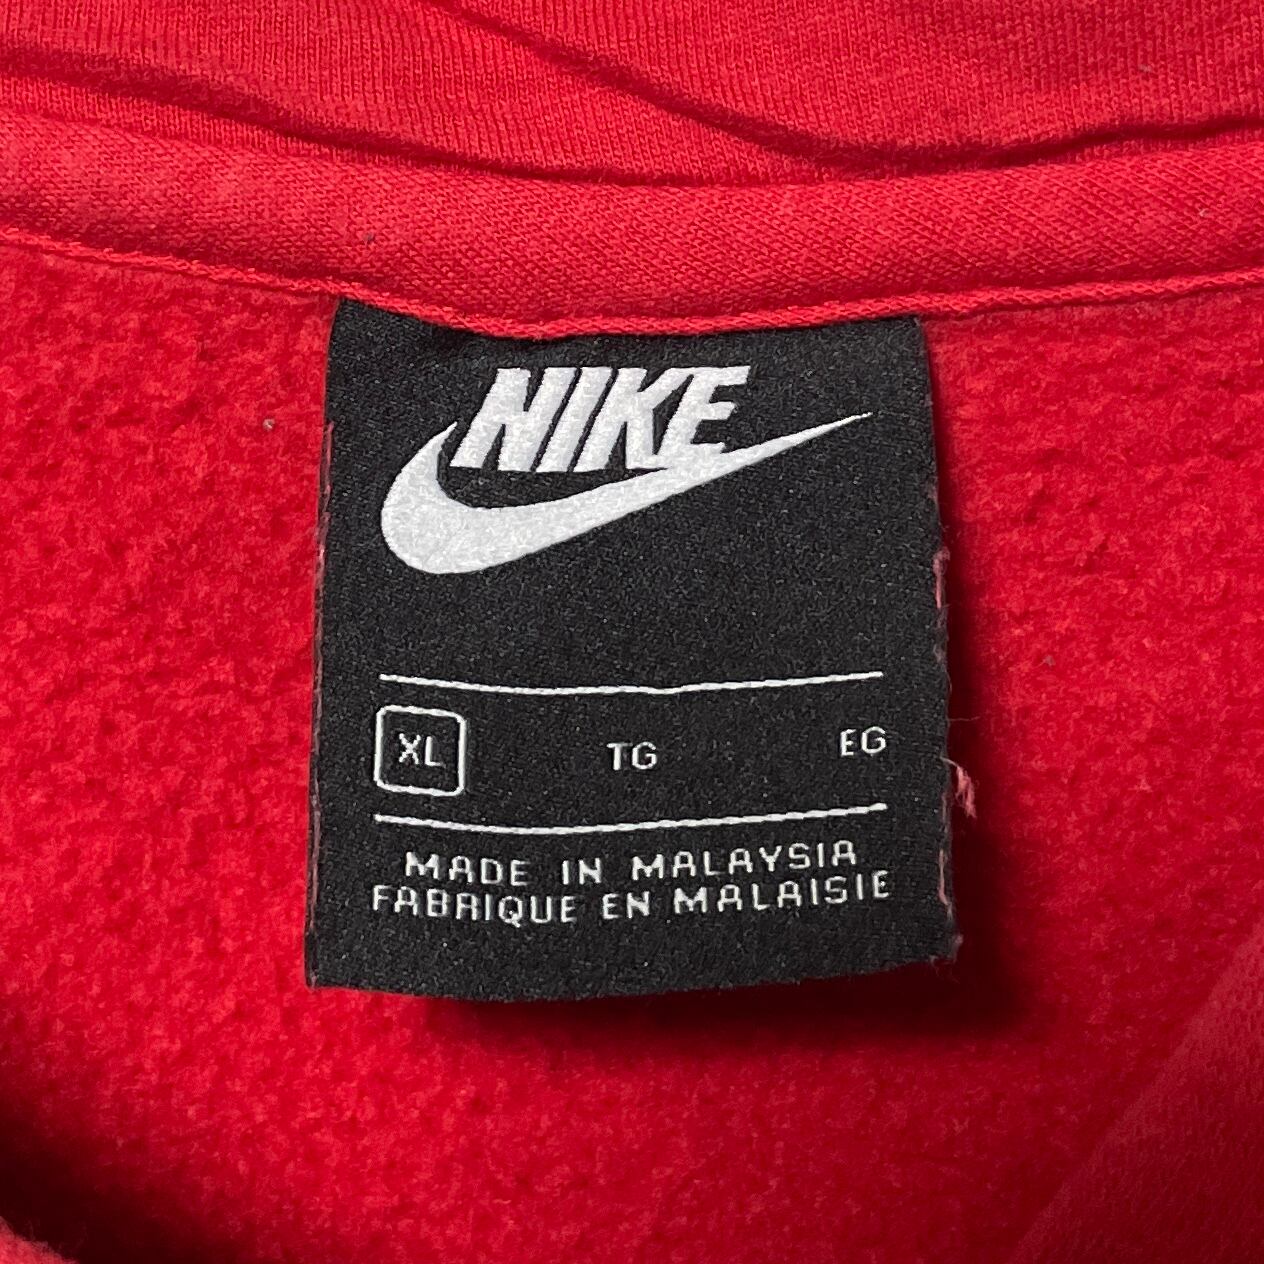 NIKE
XL TG EG
MADE IN MALAYSIA
FABRIQUE EN MALAISIE